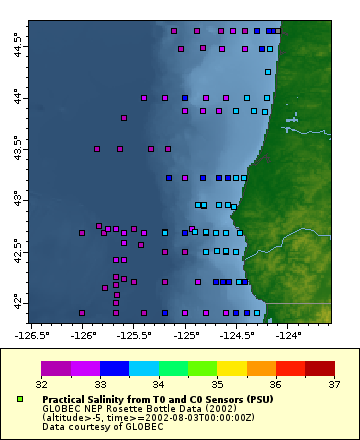 44.5°
44°
43.5°
43°
42.5°
42°
-126.5° -126° -125.5° -125° -124.5° -124°
32 33 34 35 36 37
Practical Salinity from T0 and C0 Sensors (PSU)
GLOBEC NEP Rosette Bottle Data (2002)
(altitude>-5, time>=2002-08-03T00:00:00Z)
Data courtesy of GLOBEC